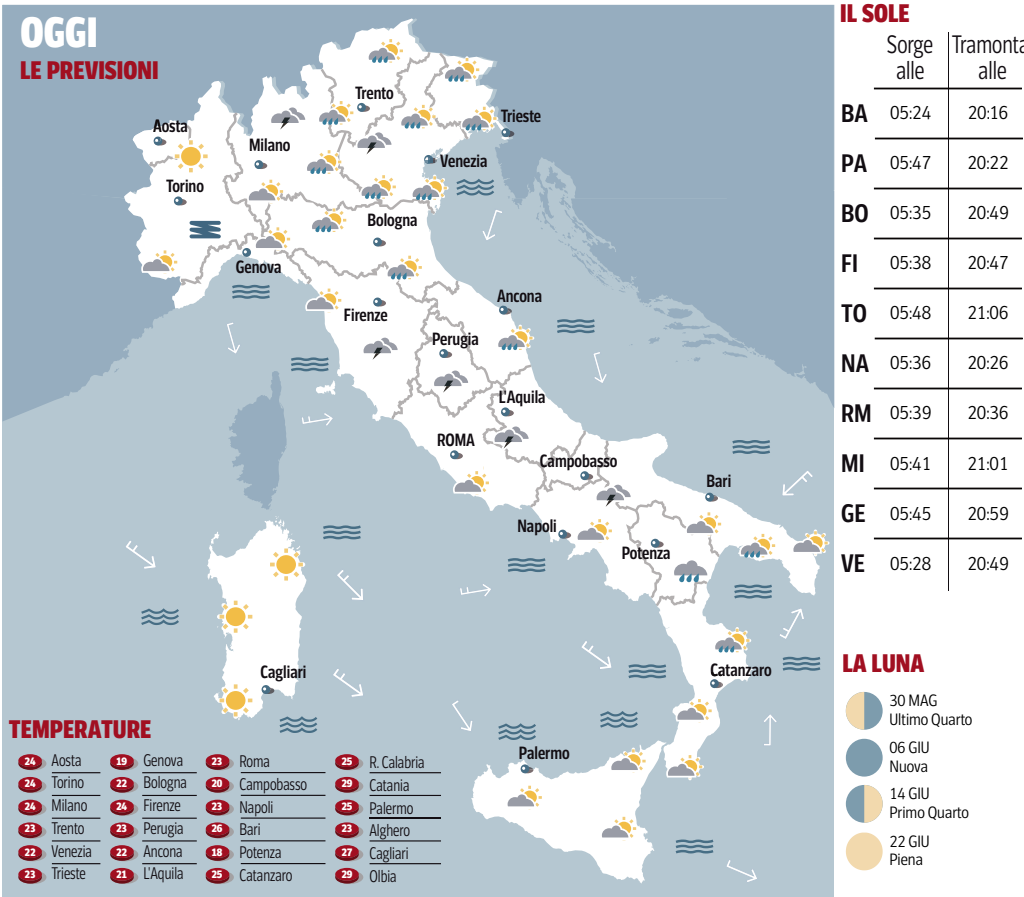 OGGI
LE PREVISIONI
Trento
Trieste
Aosta
Milano
Venezia
Torino
Bologna
Genova
Ancona
Firenze
Perugia
L'Aquila
ROMA
Campobasso
Bari
Napoli
Potenza
Cagliari
Catanzaro
Palermo
TEMPERATURE
24 Aosta
24 Torino
24 Milano
23 Trento
22 Venezia
23 Trieste
19 Genova
22 Bologna
24 Firenze
23 Perugia
22 Ancona
21 L'Aquila
23 Roma
20 Campobasso
23 Napoli
26 Bari
18 Potenza
25 Catanzaro
25 R. Calabria
29 Catania
25 Palermo
23 Alghero
27 Cagliari
29 Olbia
IL SOLE
Sorge Tramonta
alle alle
BA 05:24 20:16
PA 05:47 20:22
BO 05:35 20:49
FI 05:38 20:47
TO 05:48 21:06
NA 05:36 20:26
RM 05:39 20:36
MI 05:41 21:01
GE 05:45 20:59
VE 05:28 20:49
LA LUNA
30 MAG
Ultimo Quarto
06 GIU
Nuova
14 GIU
Primo Quarto
22 GIU
Piena